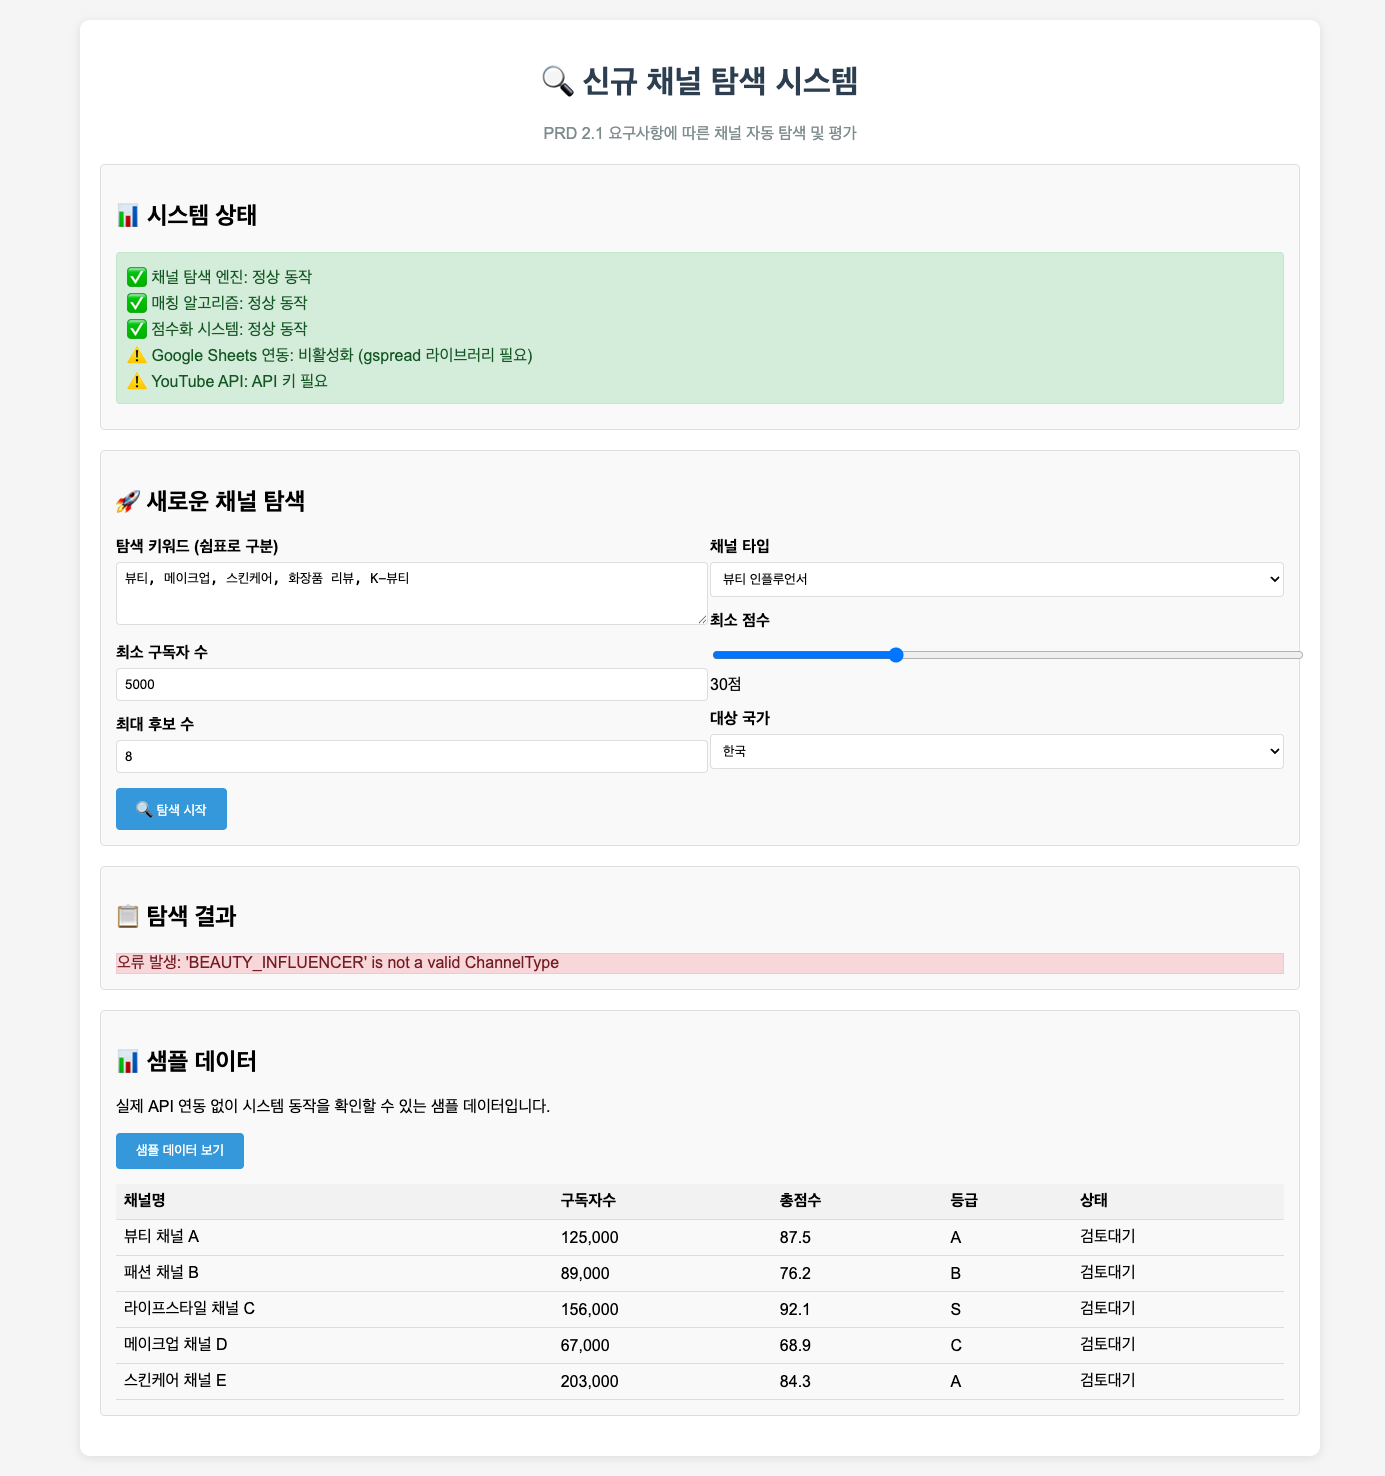 🔍 신규 채널 탐색 시스템
PRD 2.1 요구사항에 따른 채널 자동 탐색 및 평가
📊 시스템 상태
✅ 채널 탐색 엔진: 정상 동작
✅ 매칭 알고리즘: 정상 동작
✅ 점수화 시스템: 정상 동작
⚠️ Google Sheets 연동: 비활성화 (gspread 라이브러리 필요)
⚠️ YouTube API: API 키 필요
🚀 새로운 채널 탐색
탐색 키워드 (쉼표로 구분)
뷰티, 메이크업, 스킨케어, 화장품 리뷰, K-뷰티
최소 구독자 수
5000
최대 후보 수
8
채널 타입
뷰티 인플루언서
최소 점수
30점
대상 국가
한국
🔍 탐색 시작
📋 탐색 결과
오류 발생: 'BEAUTY_INFLUENCER' is not a valid ChannelType
📊 샘플 데이터
실제 API 연동 없이 시스템 동작을 확인할 수 있는 샘플 데이터입니다.
샘플 데이터 보기
채널명 구독자수 총점수 등급 상태
뷰티 채널 A 125,000 87.5 A 검토대기
패션 채널 B 89,000 76.2 B 검토대기
라이프스타일 채널 C 156,000 92.1 S 검토대기
메이크업 채널 D 67,000 68.9 C 검토대기
스킨케어 채널 E 203,000 84.3 A 검토대기